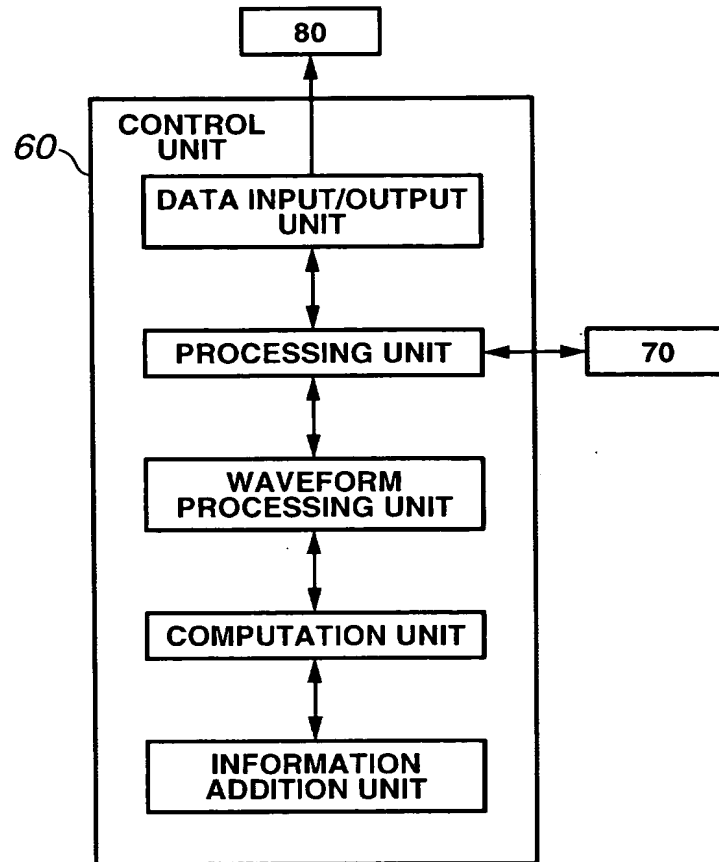 80
CONTROL
UNIT
60
DATA INPUT/OUTPUT
UNIT
PROCESSING UNIT
70
WAVEFORM
PROCESSING UNIT
COMPUTATION UNIT
INFORMATION
ADDITION UNIT